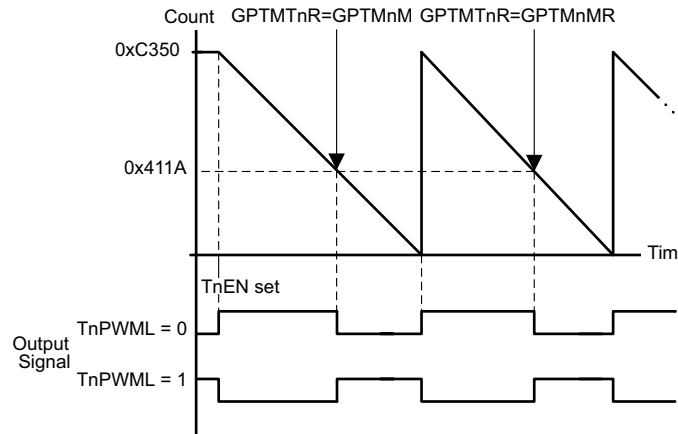 Count GPTMTnR=GPTMnM GPTMTnR=GPTMnMR
0xC350
0x411A
Tim
TnEN set
TnPWML = 0
Output
Signal
TnPWML = 1